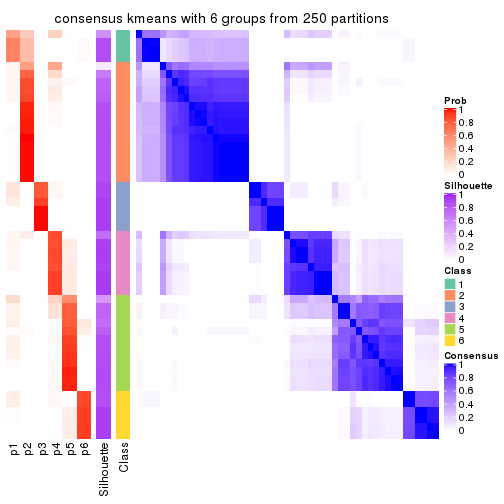 consensus kmeans with 6 groups from 250 partitions
Prob
1
0.8
0.6
0.4
0.2
0
Silhouette
1
0.8
0.6
0.4
0.2
0
Class
1
2
3
4
5
6
Consensus
1
0.8
0.6
0.4
0.2
0
p1
p2
p3
p4
p5
p6
Silhouette
Class